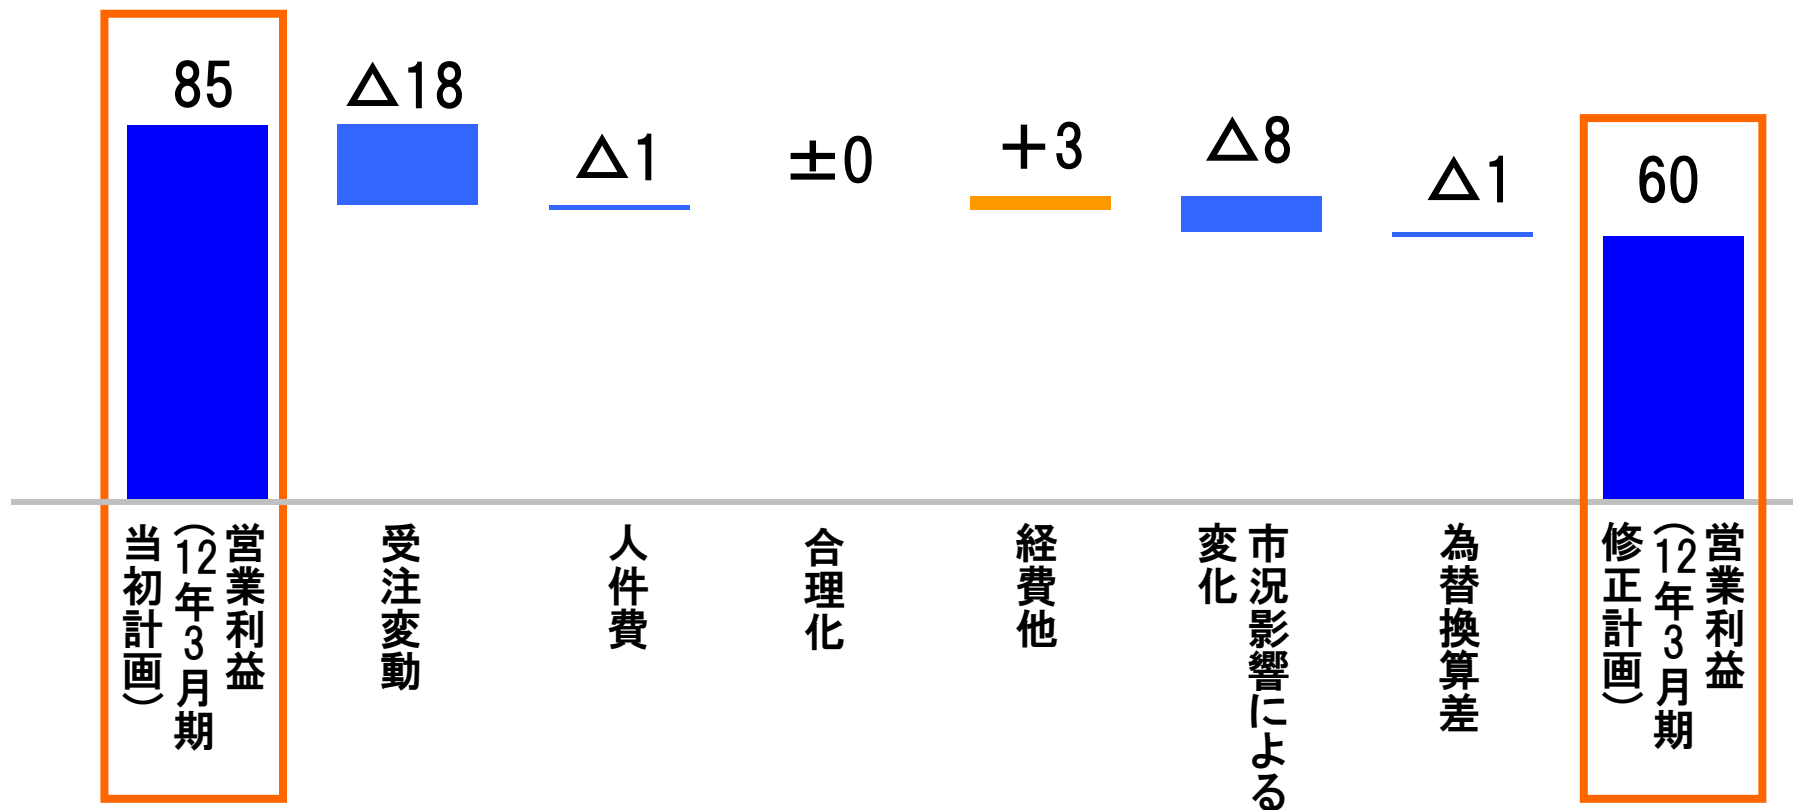 85
△18
△1
±0
+3
△8
△1
60
営業利益
(12年3月期
当初計画)
受注変動
人件費
合理化
経費他
市況影響による
変化
為替換算差
営業利益
(12年3月期
修正計画)